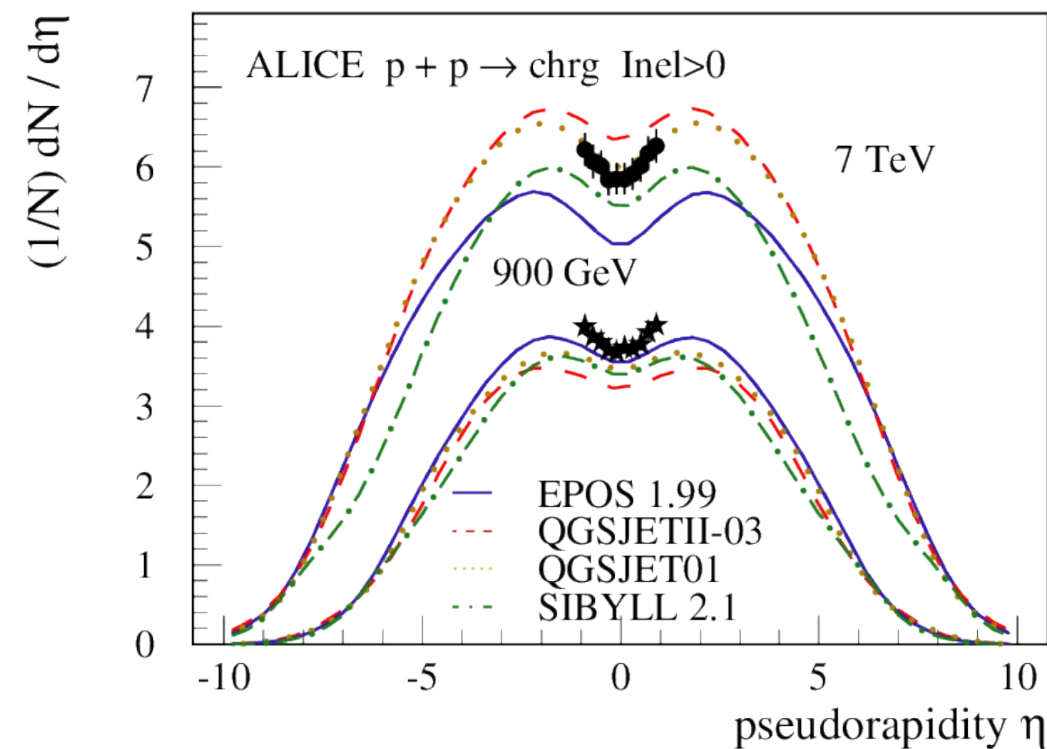 (1/N) dN / dη
ALICE p + p → chrg Inel>0
7 TeV
900 GeV
EPOS 1.99
QGSJETII-03
QGSJET01
SIBYLL 2.1
7
6
5
4
3
2
1
0
-10 -5 0 5 10
pseudorapidity η